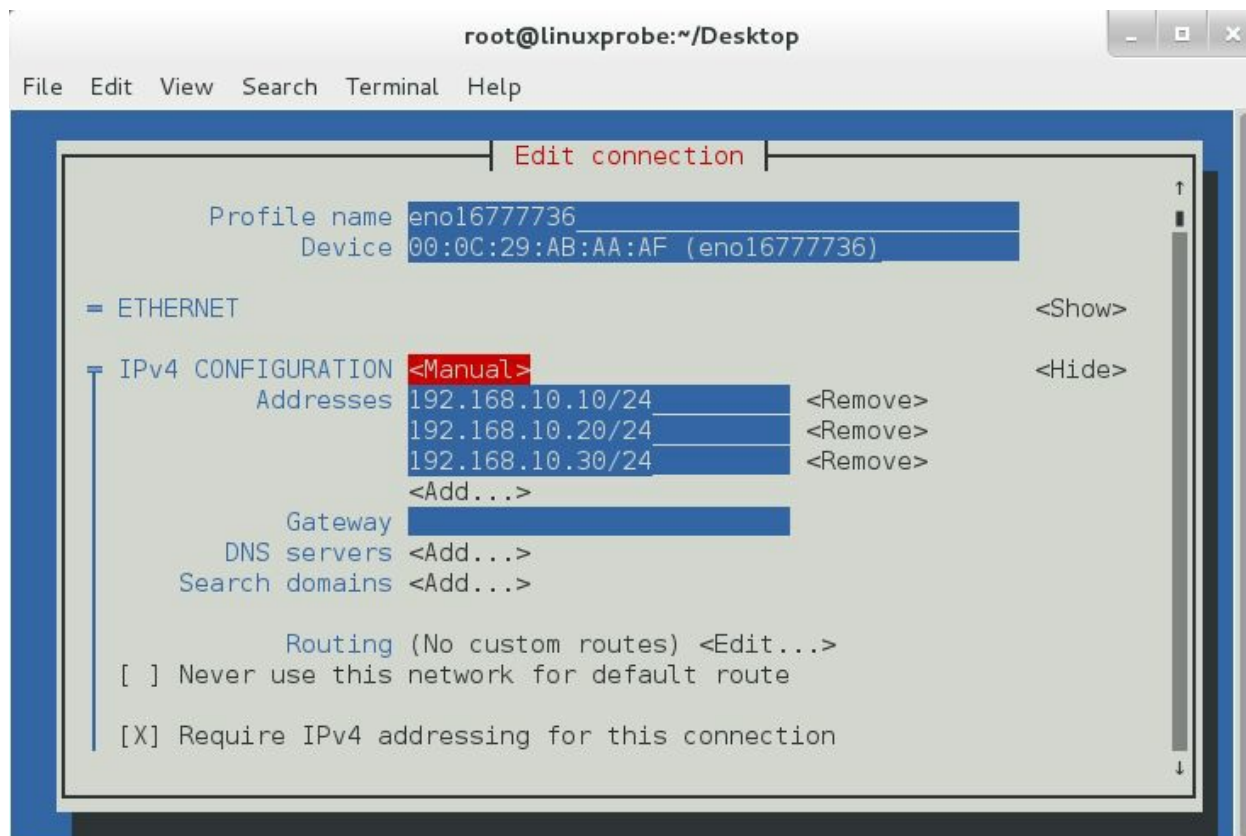 root@linuxprobe:~/Desktop
File Edit View Search Terminal Help
Edit connection
Profile name eno16777736
Device 00:0C:29:AB:AA:AF (eno16777736)
= ETHERNET <Show>
IPv4 CONFIGURATION <Manual> <Hide>
Addresses 192.168.10.10/24 <Remove>
192.168.10.20/24 <Remove>
192.168.10.30/24 <Remove>
<Add...>
Gateway
DNS servers <Add...>
Search domains <Add...>
Routing (No custom routes) <Edit...>
[ ] Never use this network for default route
[X] Require IPv4 addressing for this connection